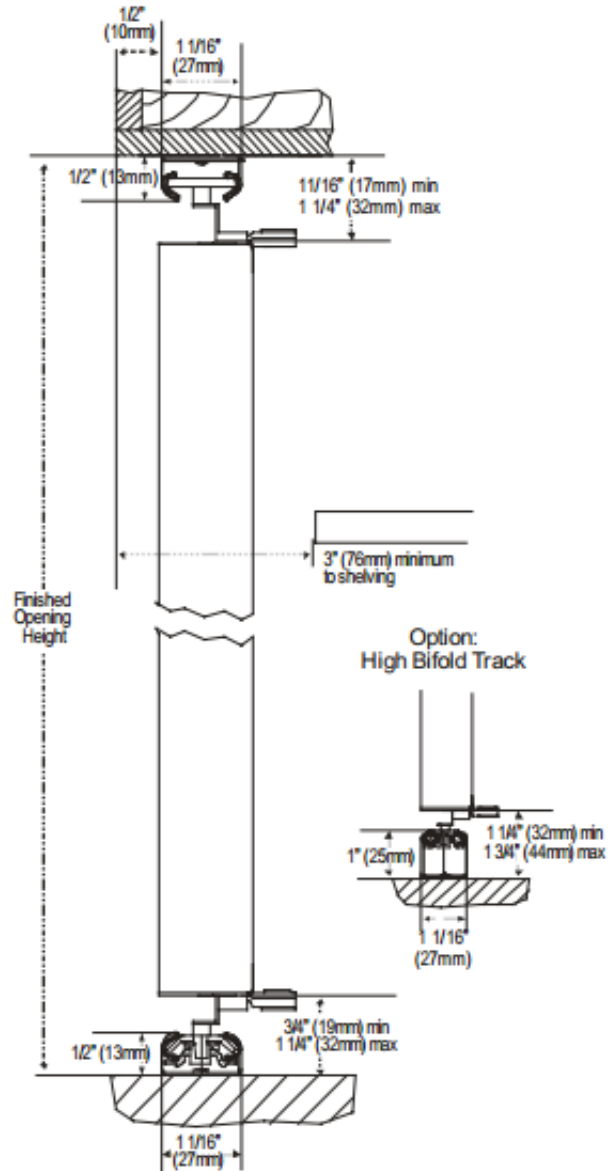 1/2"
(10mm)
1 1/16"
(27mm)
1/2" (13mm)
11/16" (17mm) min
1 1/4" (32mm) max
3" (76mm) minimum
to shelving
Finished
Opening
Height
Option:
High Bifold Track
1" (25mm)
1 1/4" (32mm) min
1 3/4" (44mm) max
1 1/16"
(27mm)
3/4" (19mm) min
1 1/4" (32mm) max
1/2" (13mm)
1 1/16"
(27mm)